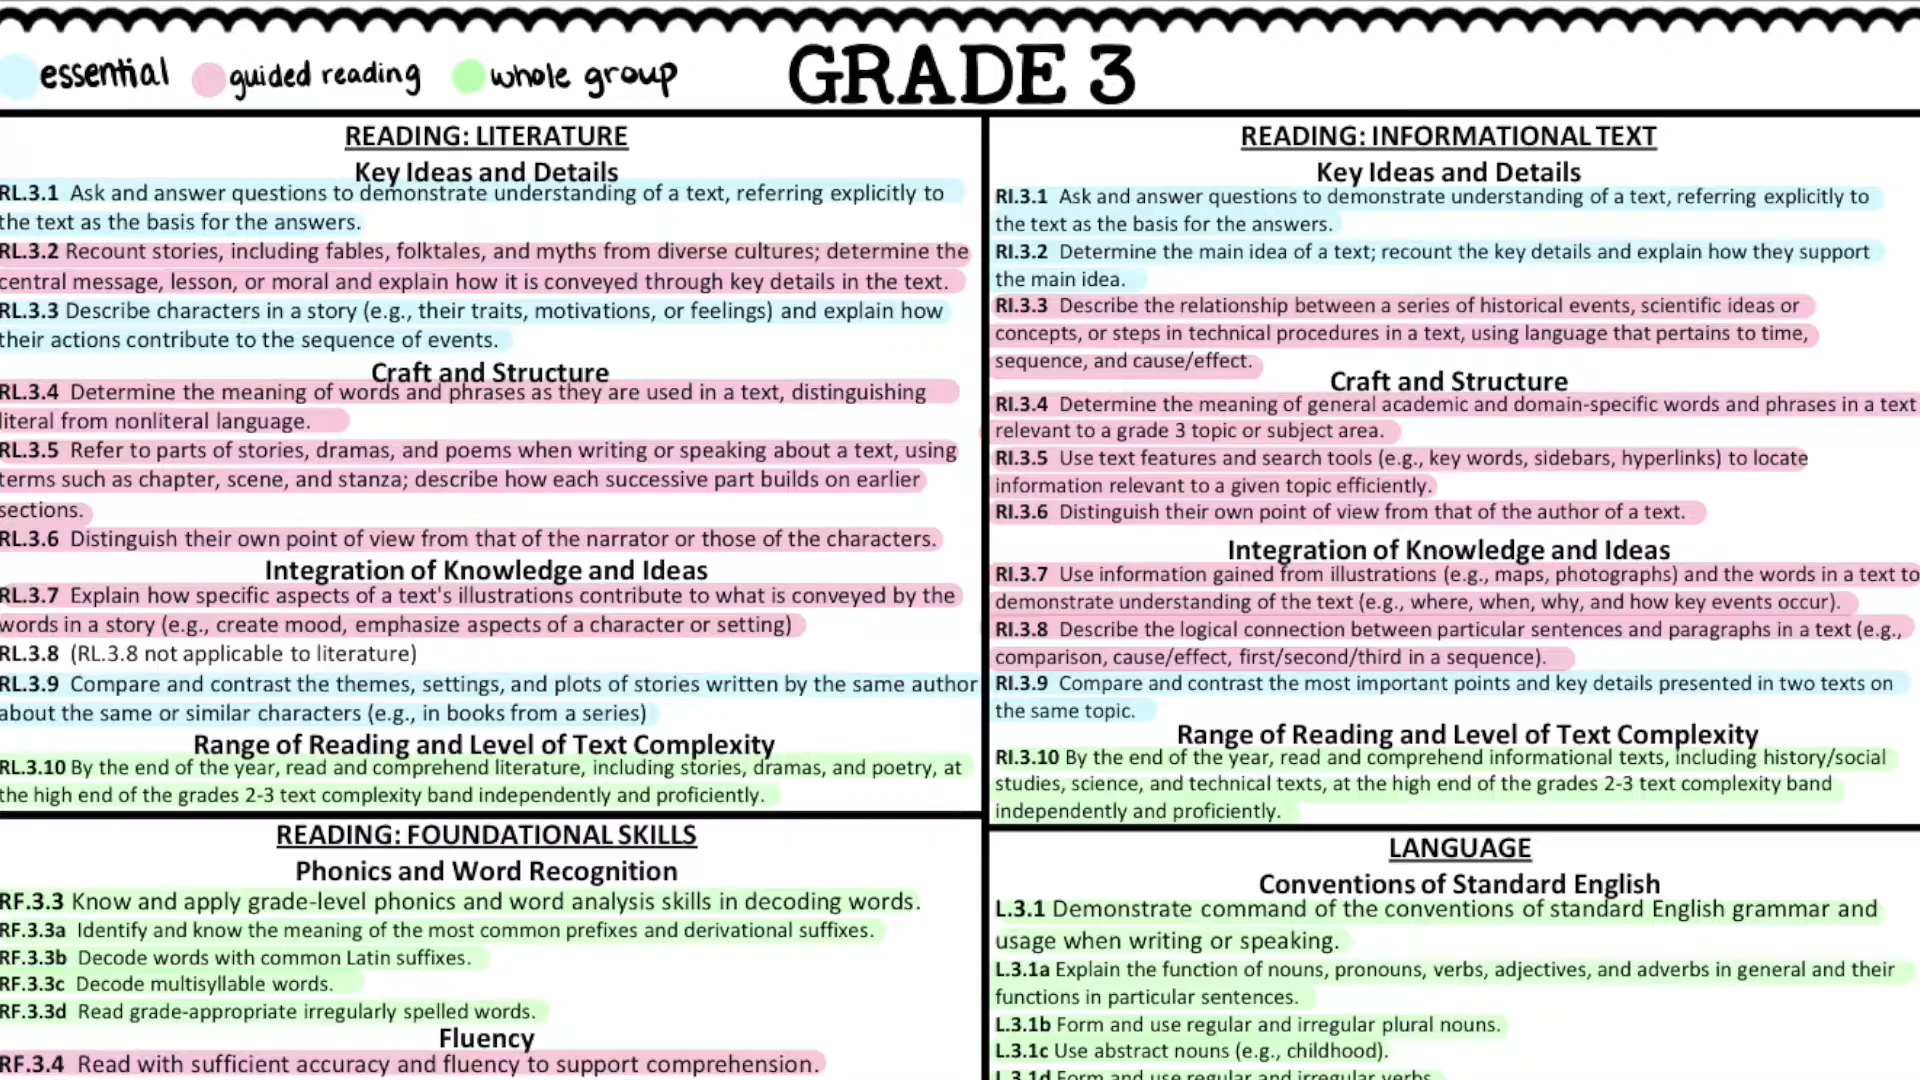 essential guided reading whole group GRADE 3
READING: LITERATURE
Key Ideas and Details
RL.3.1 Ask and answer questions to demonstrate understanding of a text, referring explicitly to
the text as the basis for the answers.
RL.3.2 Recount stories, including fables, folktales, and myths from diverse cultures; determine the
central message, lesson, or moral and explain how it is conveyed through key details in the text.
RL.3.3 Describe characters in a story (e.g., their traits, motivations, or feelings) and explain how
their actions contribute to the sequence of events.
Craft and Structure
RL.3.4 Determine the meaning of words and phrases as they are used in a text, distinguishing
literal from nonliteral language.
RL.3.5 Refer to parts of stories, dramas, and poems when writing or speaking about a text, using
terms such as chapter, scene, and stanza; describe how each successive part builds on earlier
sections.
RL.3.6 Distinguish their own point of view from that of the narrator or those of the characters.
Integration of Knowledge and Ideas
RL.3.7 Explain how specific aspects of a text's illustrations contribute to what is conveyed by the
words in a story (e.g., create mood, emphasize aspects of a character or setting)
RL.3.8 (RL.3.8 not applicable to literature)
RL.3.9 Compare and contrast the themes, settings, and plots of stories written by the same author
about the same or similar characters (e.g., in books from a series)
Range of Reading and Level of Text Complexity
RL.3.10 By the end of the year, read and comprehend literature, including stories, dramas, and poetry, at
the high end of the grades 2-3 text complexity band independently and proficiently.
READING: FOUNDATIONAL SKILLS
Phonics and Word Recognition
RF.3.3 Know and apply grade-level phonics and word analysis skills in decoding words.
RF.3.3a Identify and know the meaning of the most common prefixes and derivational suffixes.
RF.3.3b Decode words with common Latin suffixes.
RF.3.3c Decode multisyllable words.
RF.3.3d Read grade-appropriate irregularly spelled words.
Fluency
RF.3.4 Read with sufficient accuracy and fluency to support comprehension.
READING: INFORMATIONAL TEXT
Key Ideas and Details
RI.3.1 Ask and answer questions to demonstrate understanding of a text, referring explicitly to
the text as the basis for the answers.
RI.3.2 Determine the main idea of a text; recount the key details and explain how they support
the main idea.
RI.3.3 Describe the relationship between a series of historical events, scientific ideas or
concepts, or steps in technical procedures in a text, using language that pertains to time,
sequence, and cause/effect.
Craft and Structure
RI.3.4 Determine the meaning of general academic and domain-specific words and phrases in a text
relevant to a grade 3 topic or subject area.
RI.3.5 Use text features and search tools (e.g., key words, sidebars, hyperlinks) to locate
information relevant to a given topic efficiently.
RI.3.6 Distinguish their own point of view from that of the author of a text.
Integration of Knowledge and Ideas
RI.3.7 Use information gained from illustrations (e.g., maps, photographs) and the words in a text to
demonstrate understanding of the text (e.g., where, when, why, and how key events occur).
RI.3.8 Describe the logical connection between particular sentences and paragraphs in a text (e.g.,
comparison, cause/effect, first/second/third in a sequence).
RI.3.9 Compare and contrast the most important points and key details presented in two texts on
the same topic.
Range of Reading and Level of Text Complexity
RI.3.10 By the end of the year, read and comprehend informational texts, including history/social
studies, science, and technical texts, at the high end of the grades 2-3 text complexity band
independently and proficiently.
LANGUAGE
Conventions of Standard English
L.3.1 Demonstrate command of the conventions of standard English grammar and
usage when writing or speaking.
L.3.1a Explain the function of nouns, pronouns, verbs, adjectives, and adverbs in general and their
functions in particular sentences.
L.3.1b Form and use regular and irregular plural nouns.
L.3.1c Use abstract nouns (e.g., childhood).
L.3.1d Form and use regular and irregular verbs.